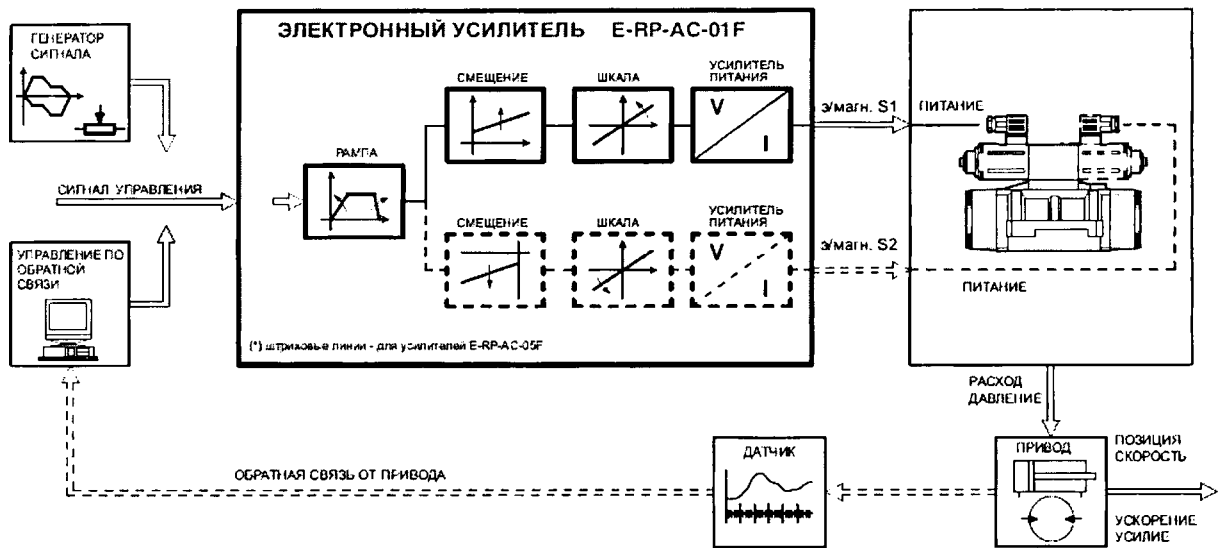 ГЕНЕРАТОР
СИГНАЛА
СИГНАЛ УПРАВЛЕНИЯ
УПРАВЛЕНИЕ ПО
ОБРАТНОЙ
СВЯЗИ
ЭЛЕКТРОННЫЙ УСИЛИТЕЛЬ E-RP-AC-01F
РАМПА
СМЕЩЕНИЕ
ШКАЛА
УСИЛИТЕЛЬ
ПИТАНИЯ
V
I
СМЕЩЕНИЕ
ШКАЛА
УСИЛИТЕЛЬ
ПИТАНИЯ
V
I
(*) штриховые линии - для усилителей E-RP-AC-05F
э/магн. S1
ПИТАНИЕ
э/магн. S2
ПИТАНИЕ
РАСХОД
ДАВЛЕНИЕ
ПРИВОД
ПОЗИЦИЯ
СКОРОСТЬ
УСКОРЕНИЕ
УСИЛИЕ
ДАТЧИК
ОБРАТНАЯ СВЯЗЬ ОТ ПРИВОДА